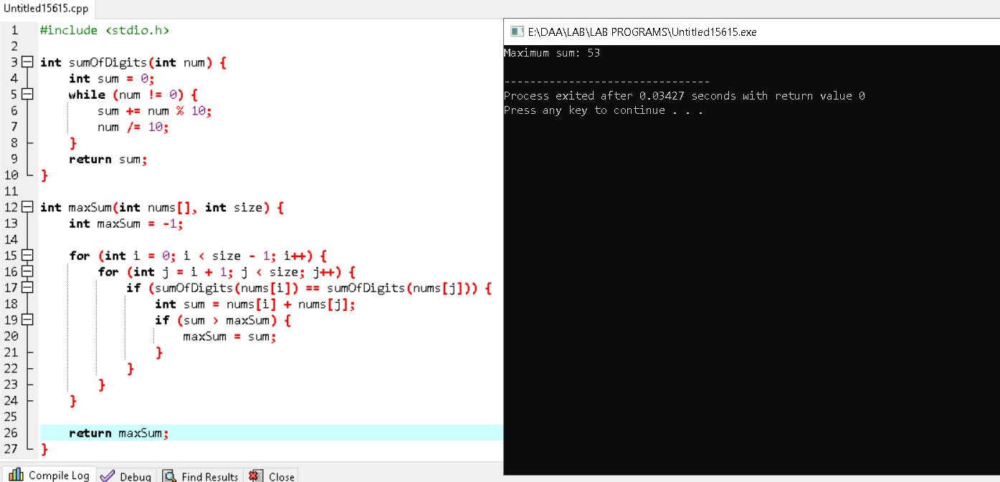 Untitled15615.cpp
1 #include <stdio.h>
2
3 int sumOfDigits(int num) {
4     int sum = 0;
5     while (num != 0) {
6         sum += num % 10;
7         num /= 10;
8     }
9     return sum;
10 }
11
12 int maxSum(int nums[], int size) {
13     int maxSum = -1;
14
15     for (int i = 0; i < size - 1; i++) {
16         for (int j = i + 1; j < size; j++) {
17             if (sumOfDigits(nums[i]) == sumOfDigits(nums[j])) {
18                 int sum = nums[i] + nums[j];
19                 if (sum > maxSum) {
20                     maxSum = sum;
21                 }
22             }
23         }
24     }
25
26     return maxSum;
27 }
Compile Log Debug Find Results Close
E:\DAA\LAB\LAB PROGRAMS\Untitled15615.exe
Maximum sum: 53
--------------------------------
Process exited after 0.03427 seconds with return value 0
Press any key to continue . . .